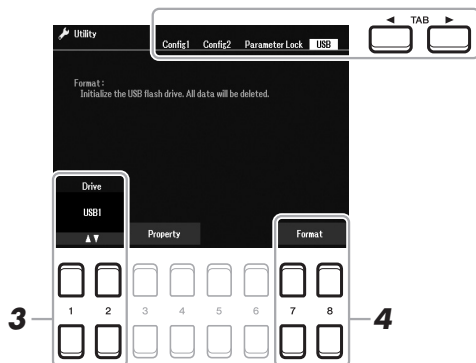 ◀ TAB ▶
Utility
Config1 Config2 Parameter Lock USB
Format:
Initialize the USB flash drive. All data will be deleted.
Drive
USB1
▲▼ Property Format
1 2 3 4 5 6 7 8
3 4